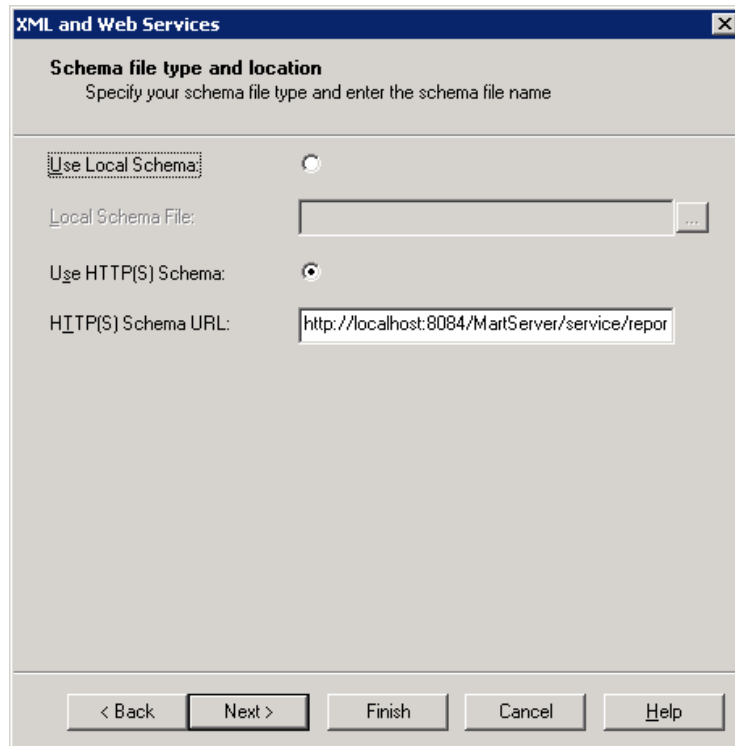 XML and Web Services
Schema file type and location
Specify your schema file type and enter the schema file name
Use Local Schema:
Local Schema File:
...
Use HTTP(S) Schema:
HTTP(S) Schema URL: http://localhost:8084/MartServer/service/repor
< Back Next > Finish Cancel Help